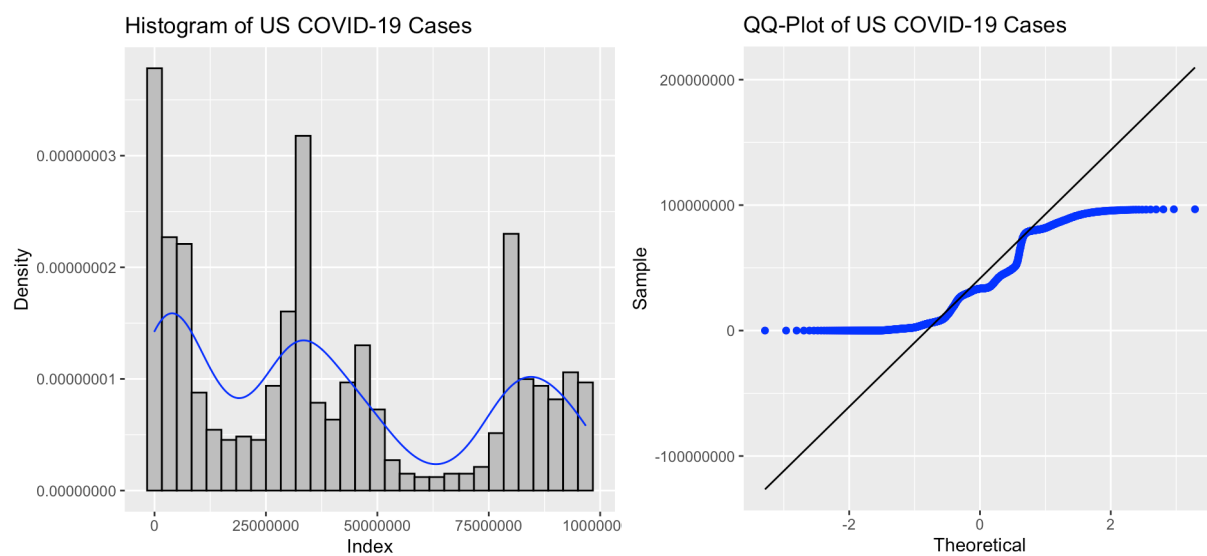 Histogram of US COVID-19 Cases
Density
0.00000003
0.00000002
0.00000001
0.00000000
0 25000000 50000000 75000000 10000000
Index
QQ-Plot of US COVID-19 Cases
Sample
200000000
100000000
0
-100000000
-2 0 2
Theoretical